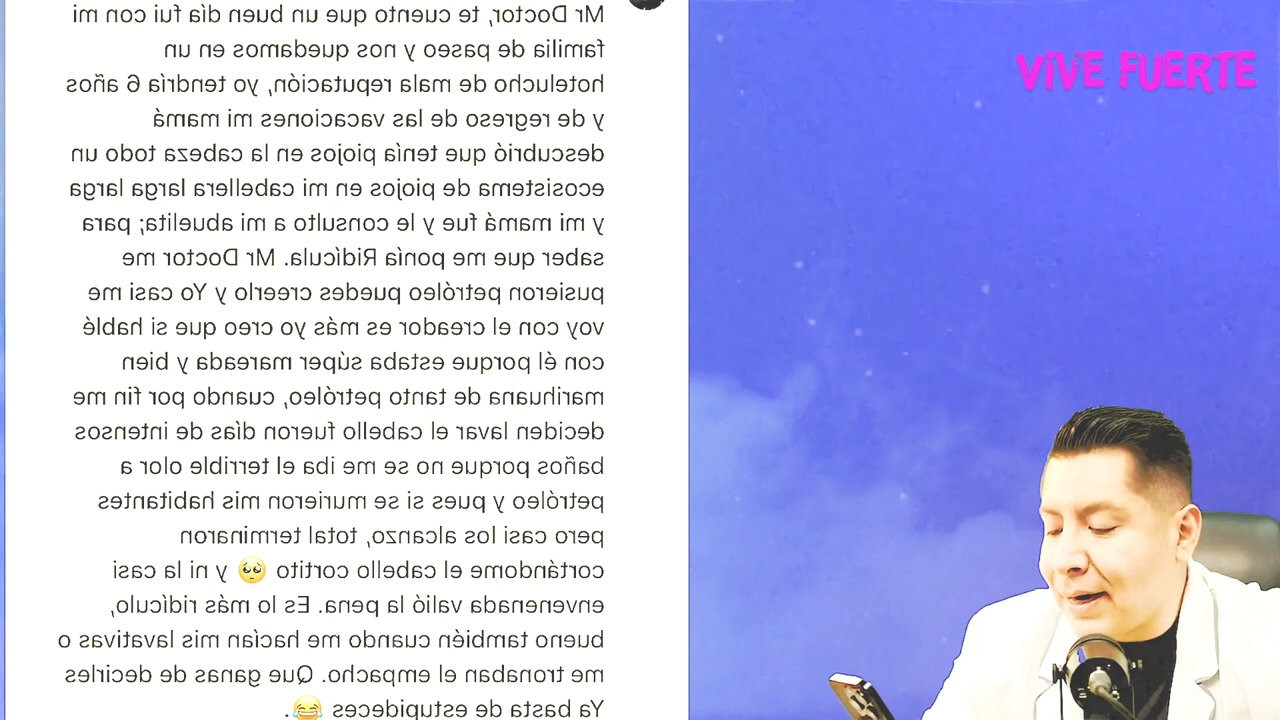 Mr Doctor, te cuento que un buen día fui con mi
familia de paseo y nos quedamos en un
hotelucho de mala reputación, yo tendría 6 años
y de regreso de las vacaciones mi mamá
descubrió que tenía piojos en la cabeza todo un
ecosistema de piojos en mi cabellera larga larga
y mi mamá fue y le consulto a mi abuelita; para
saber que me ponía Ridícula. Mr Doctor me
pusieron petróleo puedes creerlo y Yo casi me
voy con el creador es más yo creo que si hablé
con él porque estaba súper mareada y bien
marihuana de tanto petróleo, cuando por fin me
deciden lavar el cabello fueron días de intensos
baños porque no se me iba el terrible olor a
petróleo y pues si se murieron mis habitantes
pero casi los alcanzo, total terminaron
cortándome el cabello cortito 🥺 y ni la casi
envenenada valió la pena. Es lo más ridículo,
bueno también cuando me hacían mis lavativas o
me tronaban el empacho. Que ganas de decirles
Ya basta de estupideces 😂.
VIVE FUERTE